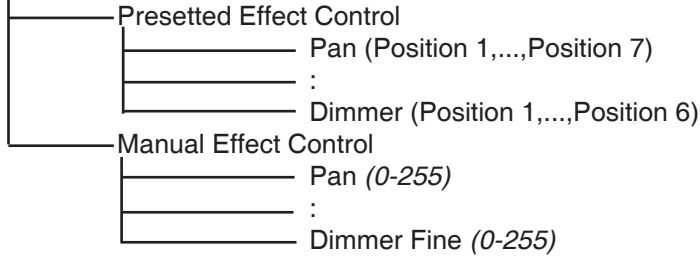 Presetted Effect Control
Pan (Position 1,...,Position 7)
:
Dimmer (Position 1,...,Position 6)
Manual Effect Control
Pan (0-255)
:
Dimmer Fine (0-255)